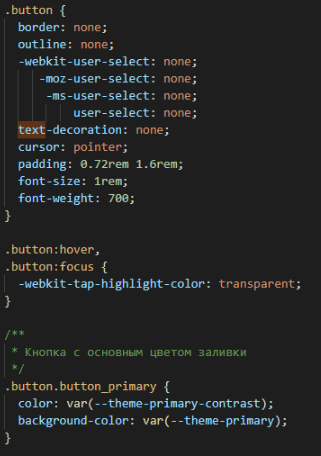 .button {
  border: none;
  outline: none;
  -webkit-user-select: none;
     -moz-user-select: none;
      -ms-user-select: none;
          user-select: none;
  text-decoration: none;
  cursor: pointer;
  padding: 0.72rem 1.6rem;
  font-size: 1rem;
  font-weight: 700;
}

.button:hover,
.button:focus {
  -webkit-tap-highlight-color: transparent;
}

/**
 * Кнопка с основным цветом заливки
 */
.button.button_primary {
  color: var(--theme-primary-contrast);
  background-color: var(--theme-primary);
}